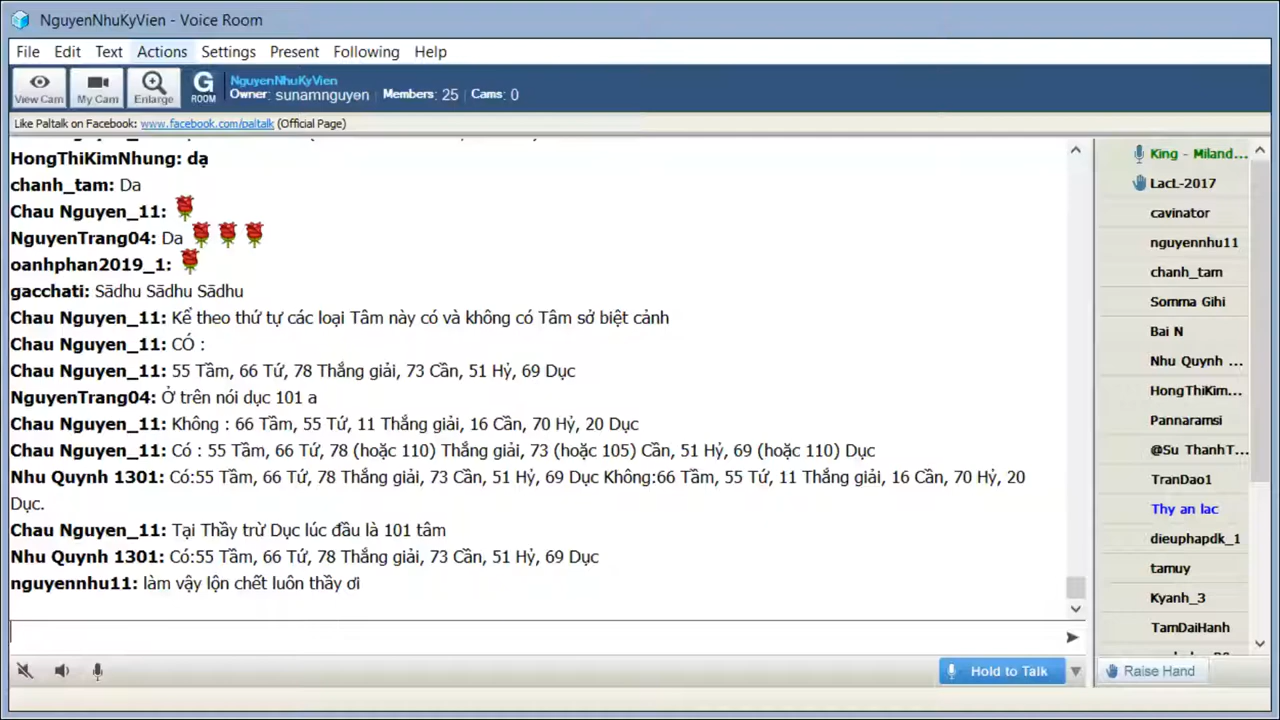 NguyenNhuKyVien - Voice Room
File Edit Text Actions Settings Present Following Help
View Cam My Cam Enlarge G ROOM
NguyenNhuKyVien
Owner: sunamnguyen Members: 25 Cams: 0
Like Paltalk on Facebook: www.facebook.com/paltalk (Official Page)
HongThiKimNhung: dạ
chanh_tam: Da
Chau Nguyen_11:
NguyenTrang04: Da
oanhphan2019_1:
gacchati: Sādhu Sādhu Sādhu
Chau Nguyen_11: Kể theo thứ tự các loại Tâm này có và không có Tâm sở biệt cảnh
Chau Nguyen_11: CÓ :
Chau Nguyen_11: 55 Tầm, 66 Tứ, 78 Thắng giải, 73 Cần, 51 Hỷ, 69 Dục
NguyenTrang04: Ở trên nói dục 101 a
Chau Nguyen_11: Không : 66 Tầm, 55 Tứ, 11 Thắng giải, 16 Cần, 70 Hỷ, 20 Dục
Chau Nguyen_11: Có : 55 Tầm, 66 Tứ, 78 (hoặc 110) Thắng giải, 73 (hoặc 105) Cần, 51 Hỷ, 69 (hoặc 110) Dục
Nhu Quynh 1301: Có:55 Tầm, 66 Tứ, 78 Thắng giải, 73 Cần, 51 Hỷ, 69 Dục Không:66 Tầm, 55 Tứ, 11 Thắng giải, 16 Cần, 70 Hỷ, 20
Dục.
Chau Nguyen_11: Tại Thầy trừ Dục lúc đầu là 101 tâm
Nhu Quynh 1301: Có:55 Tầm, 66 Tứ, 78 Thắng giải, 73 Cần, 51 Hỷ, 69 Dục
nguyennhu11: làm vậy lộn chết luôn thầy ơi
King - Miland...
LacL-2017
cavinator
nguyennhu11
chanh_tam
Somma Gihi
Bai N
Nhu Quynh ...
HongThiKim...
Pannaramsi
@Su ThanhT...
TranDao1
Thy an lac
dieuphapdk_1
tamuy
Kyanh_3
TamDaiHanh
Hold to Talk
Raise Hand